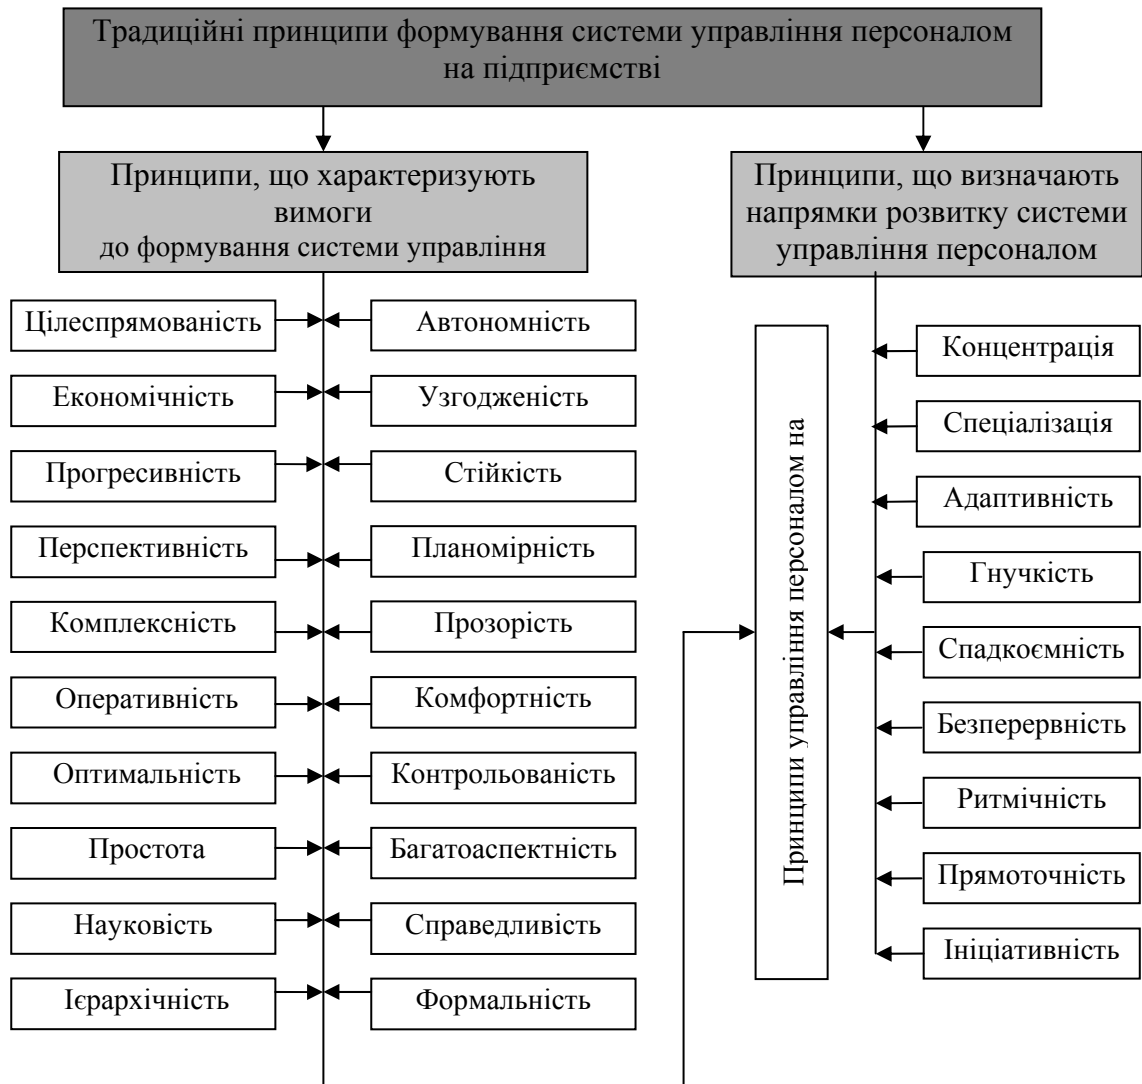 Традиційні принципи формування системи управління персоналом
на підприємстві
Принципи, що характеризують
вимоги
до формування системи управління
Принципи, що визначають
напрямки розвитку системи
управління персоналом
Цілеспрямованість
Автономність
Економічність
Узгодженість
Прогресивність
Стійкість
Перспективність
Планомірність
Комплексність
Прозорість
Оперативність
Комфортність
Оптимальність
Контрольованість
Простота
Багатоаспектність
Науковість
Справедливість
Ієрархічність
Формальність
Принципи управління персоналом на
Концентрація
Спеціалізація
Адаптивність
Гнучкість
Спадкоємність
Безперервність
Ритмічність
Прямоточність
Ініціативність